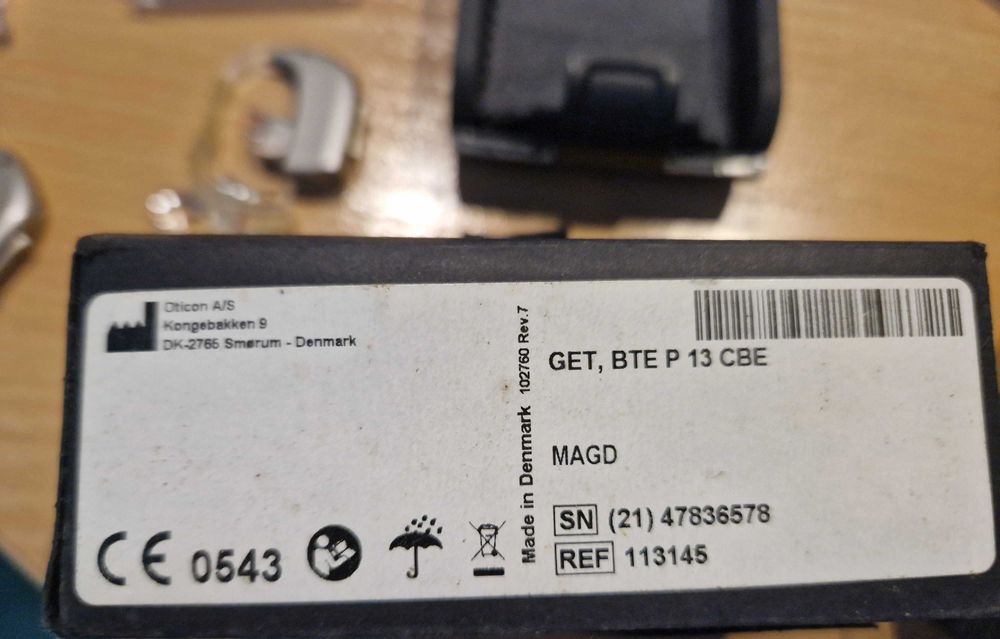 Oticon A/S
Kongebakken 9
DK-2765 Smørum - Denmark
CE 0543
Made in Denmark 102760 Rev.7
GET, BTE P 13 CBE
MAGD
SN (21) 47836578
REF 113145